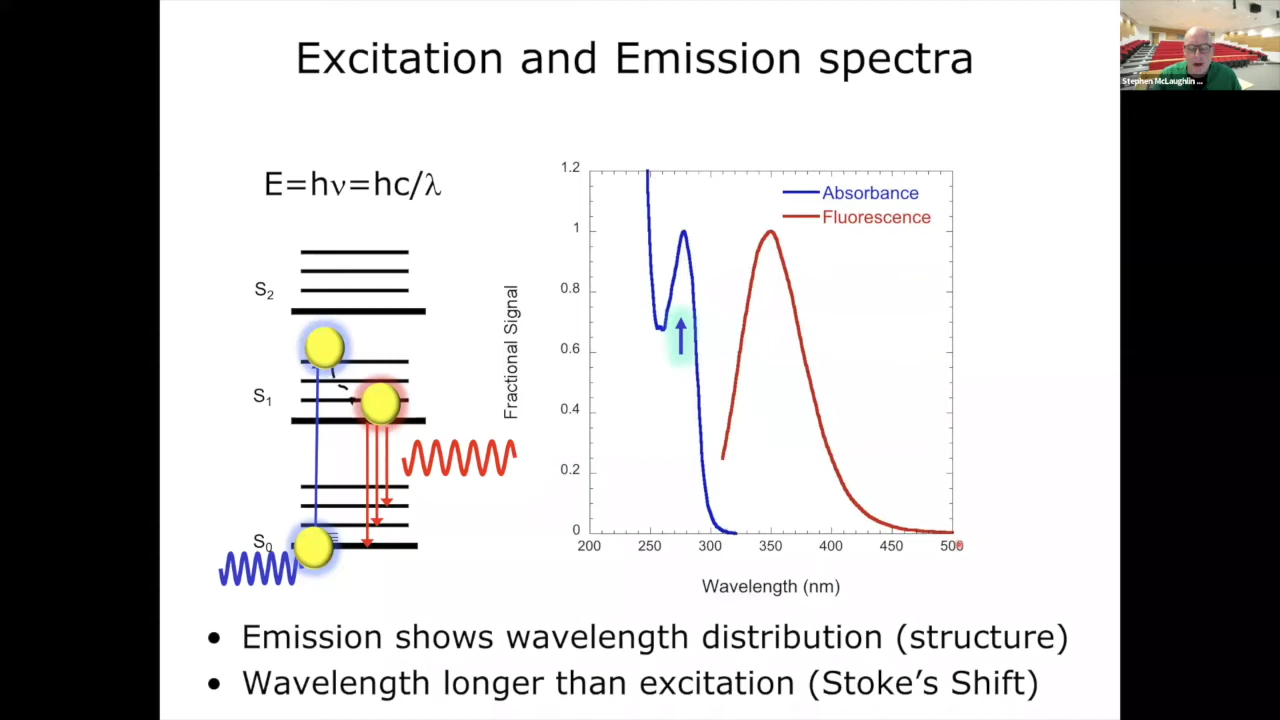 Excitation and Emission spectra
Stephen McLaughlin ...
E=hν=hc/λ
S2
S1
S0
1.2
1
0.8
0.6
0.4
0.2
0
Fractional Signal
Absorbance
Fluorescence
200 250 300 350 400 450 500
Wavelength (nm)
• Emission shows wavelength distribution (structure)
• Wavelength longer than excitation (Stoke's Shift)